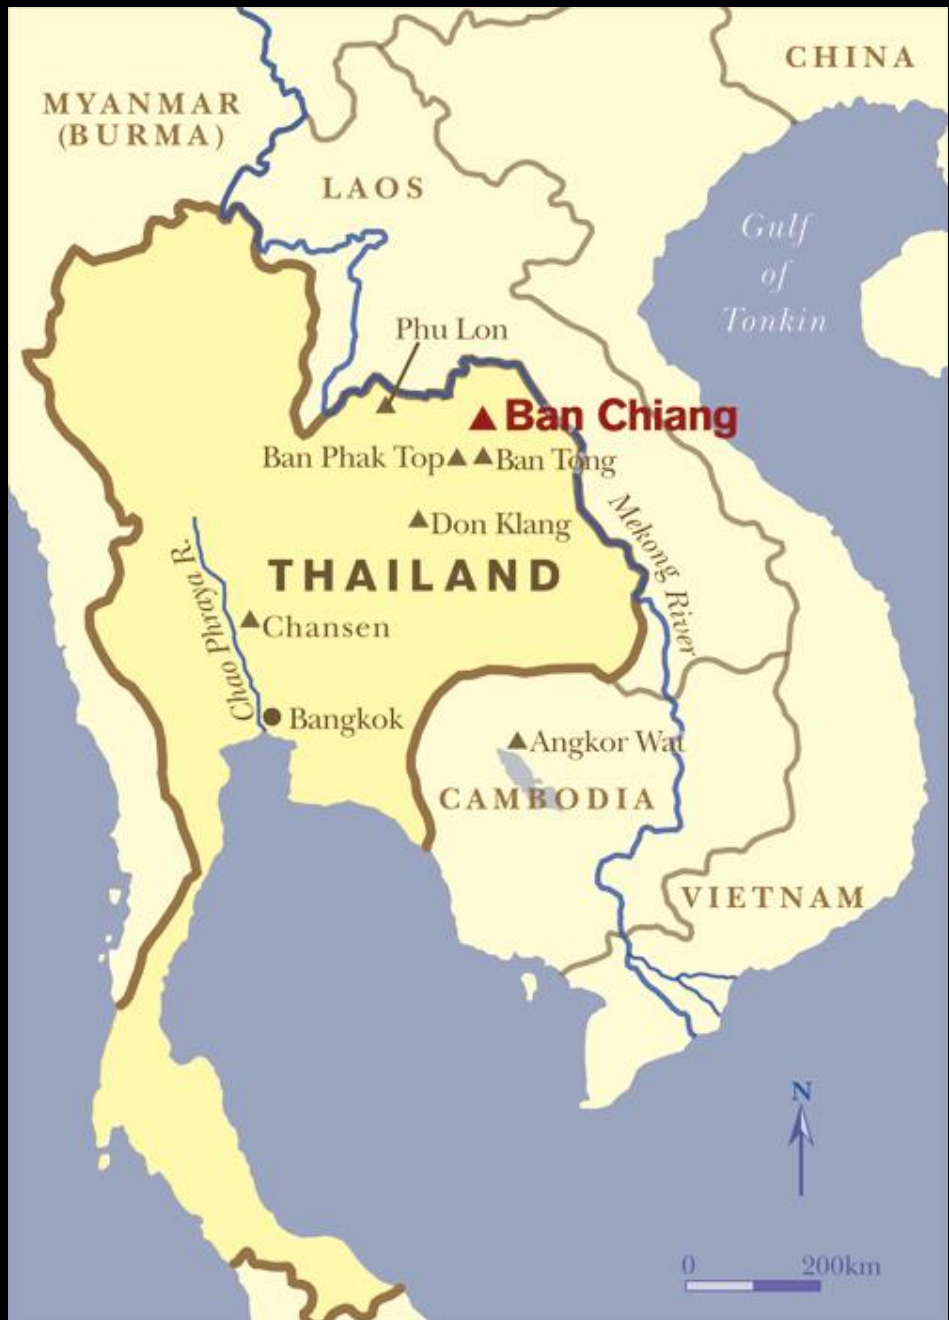 CHINA
MYANMAR
(BURMA)
LAOS
Gulf
of
Tonkin
Phu Lon
Ban Chiang
Ban Phak Top
Ban Tong
Mekong River
Don Klang
THAILAND
Chao Phraya R.
Chansen
Bangkok
Angkor Wat
CAMBODIA
VIETNAM
N
0 200km